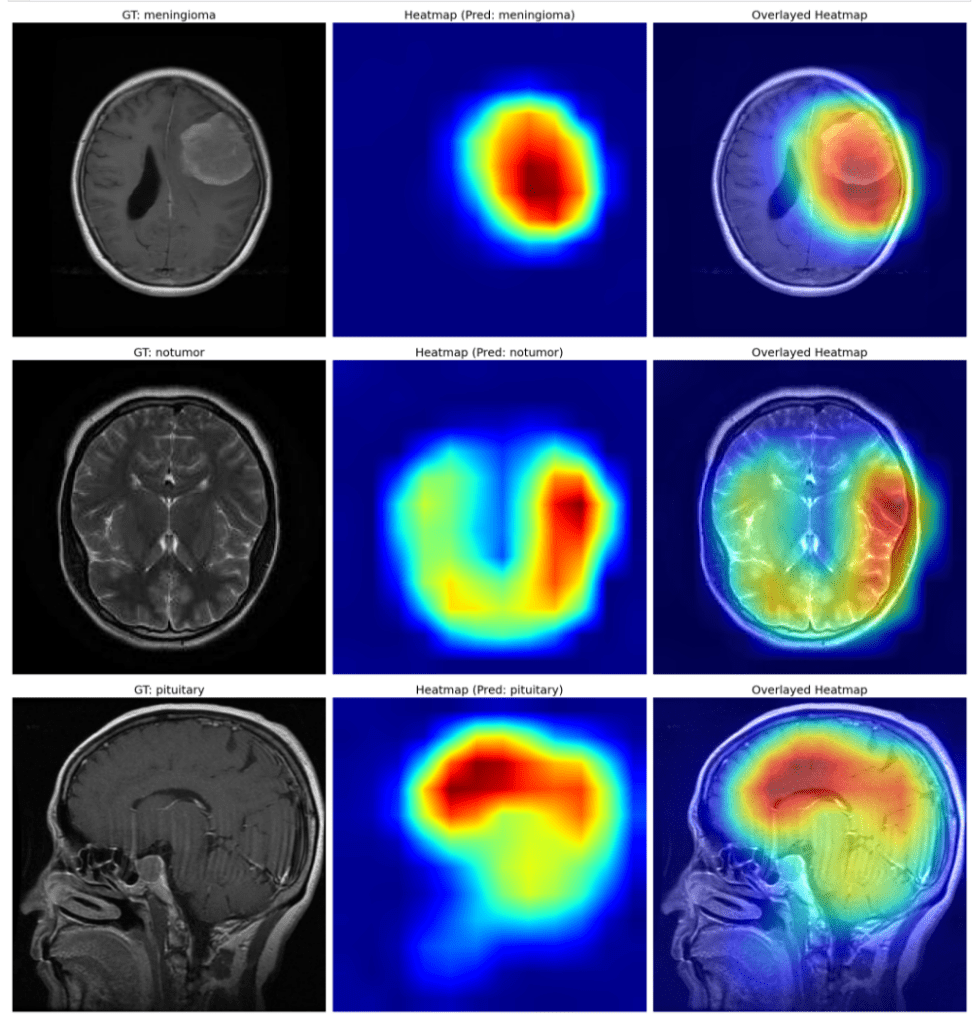 GT: meningioma
Heatmap (Pred: meningioma)
Overlayed Heatmap
GT: notumor
Heatmap (Pred: notumor)
Overlayed Heatmap
GT: pituitary
Heatmap (Pred: pituitary)
Overlayed Heatmap